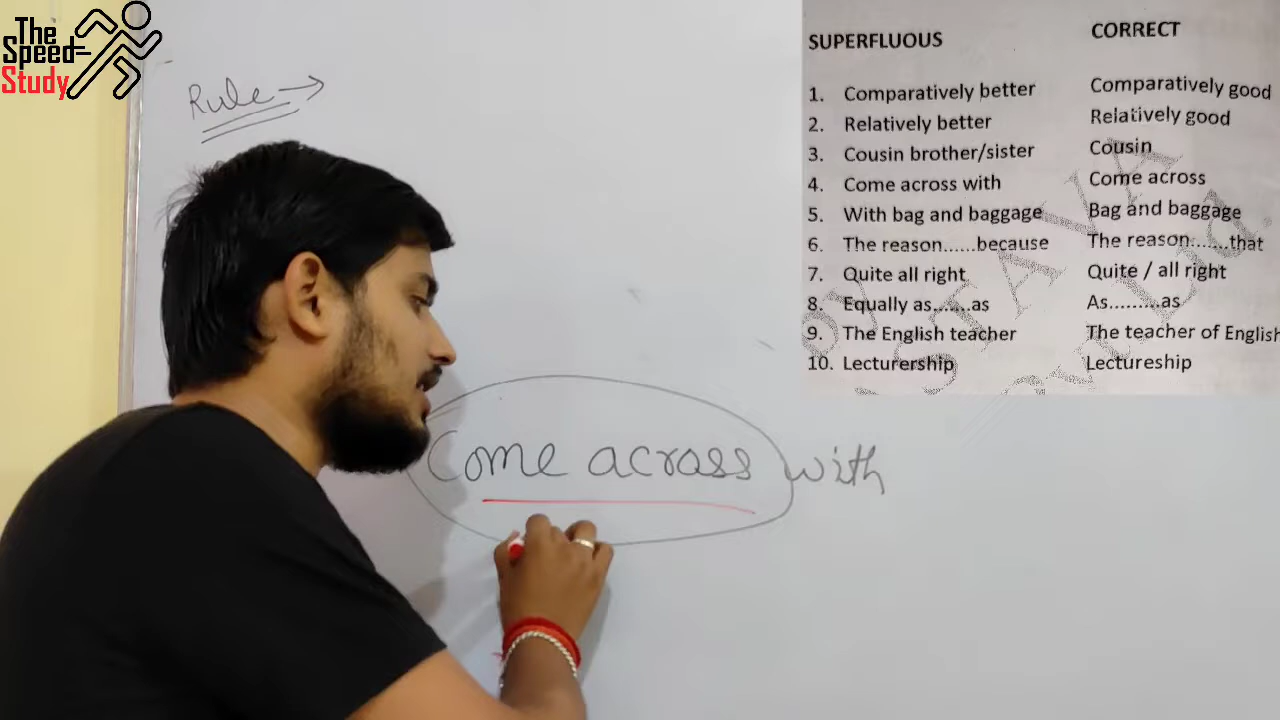 The
Speed
Study
Rule
SUPERFLUOUS CORRECT
1. Comparatively better Comparatively good
2. Relatively better Relatively good
3. Cousin brother/sister Cousin
4. Come across with Come across
5. With bag and baggage Bag and baggage
6. The reason......because The reason.......that
7. Quite all right Quite / all right
8. Equally as.......as As.........as
9. The English teacher The teacher of English
10. Lecturership Lectureship
Come across with